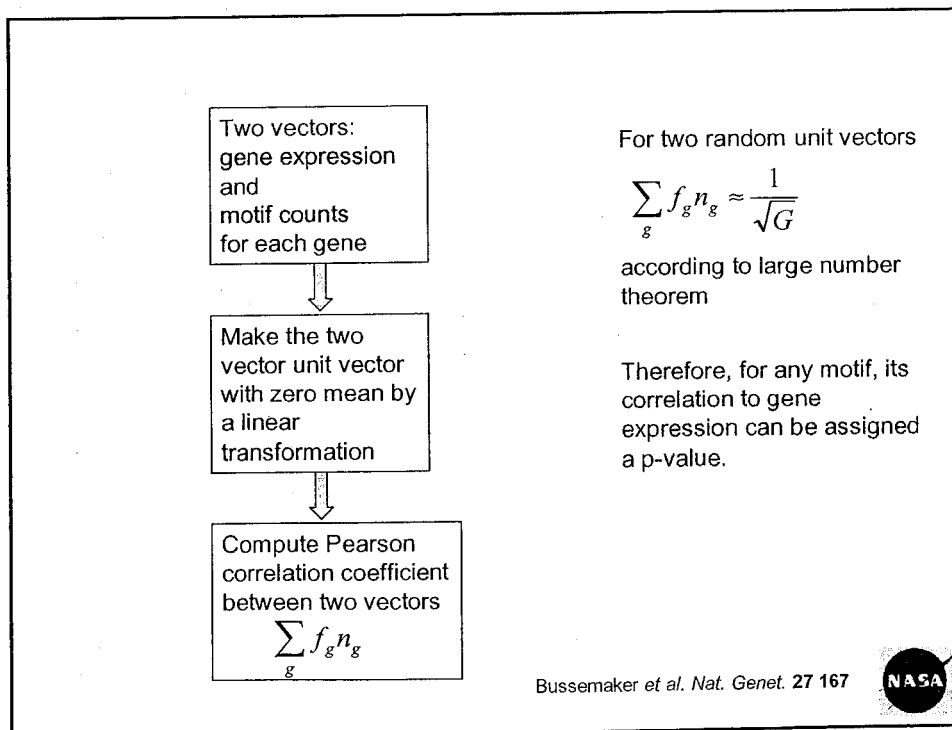 Two vectors:
gene expression
and
motif counts
for each gene
Make the two
vector unit vector
with zero mean by
a linear
transformation
Compute Pearson
correlation coefficient
between two vectors
∑_g f_g n_g
For two random unit vectors
∑_g f_g n_g ≈ 1/√G
according to large number
theorem
Therefore, for any motif, its
correlation to gene
expression can be assigned
a p-value.
Bussemaker et al. Nat. Genet. 27 167
NASA